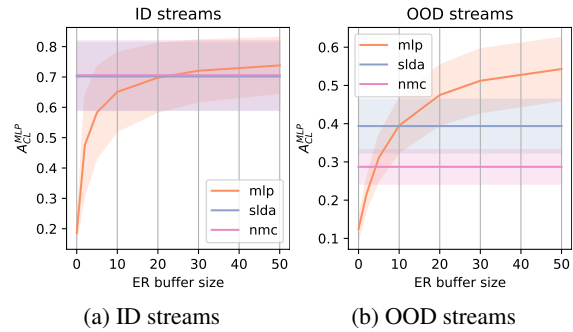 ID streams
OOD streams
0.8
0.7
0.6
0.5
0.4
0.3
0.2
A_CL^MLP
mlp
slda
nmc
0 10 20 30 40 50
ER buffer size
0.6
0.5
0.4
0.3
0.2
0.1
A_CL^MLP
mlp
slda
nmc
0 10 20 30 40 50
ER buffer size
(a) ID streams
(b) OOD streams